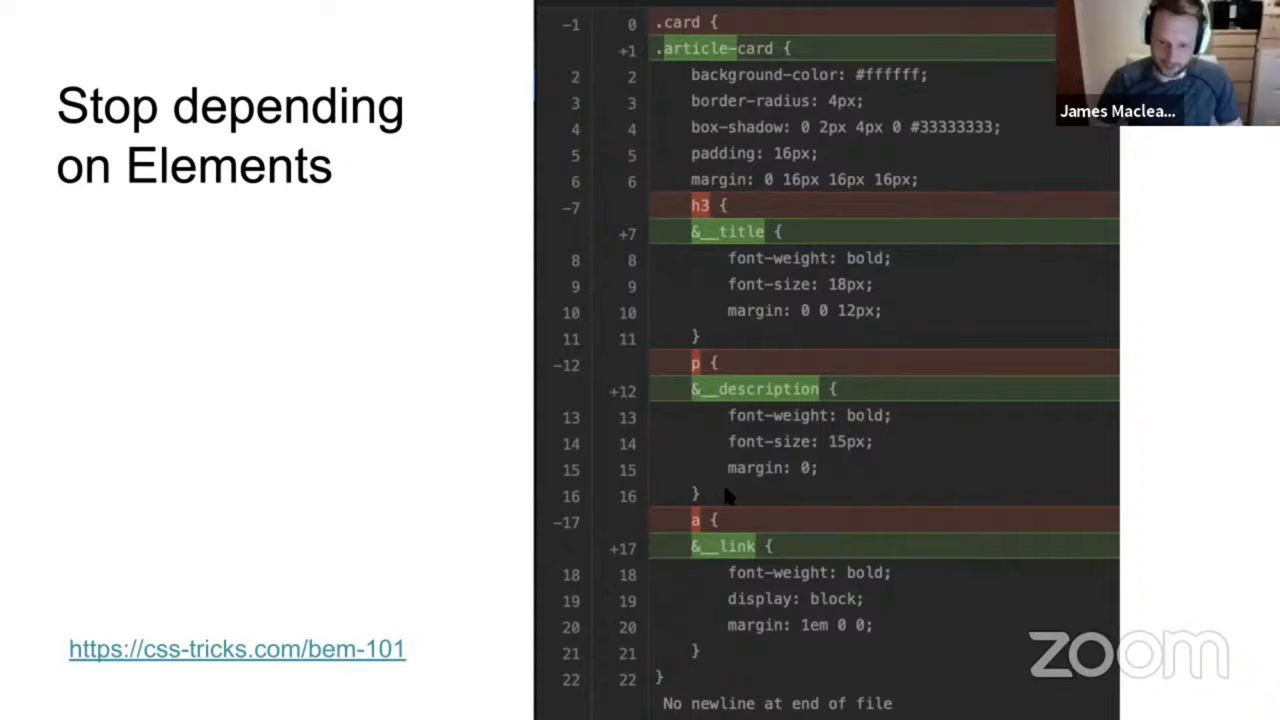 Stop depending
on Elements
https://css-tricks.com/bem-101
−1 0 .card {
+1 .article-card {
2 2 background-color: #ffffff;
3 3 border-radius: 4px;
4 4 box-shadow: 0 2px 4px 0 #33333333;
5 5 padding: 16px;
6 6 margin: 0 16px 16px 16px;
−7 h3 {
+7 &__title {
8 8 font-weight: bold;
9 9 font-size: 18px;
10 10 margin: 0 0 12px;
11 11 }
−12 p {
+12 &__description {
13 13 font-weight: bold;
14 14 font-size: 15px;
15 15 margin: 0;
16 16 }
−17 a {
+17 &__link {
18 18 font-weight: bold;
19 19 display: block;
20 20 margin: 1em 0 0;
21 21 }
22 22 }
No newline at end of file
James Maclea...
zoom